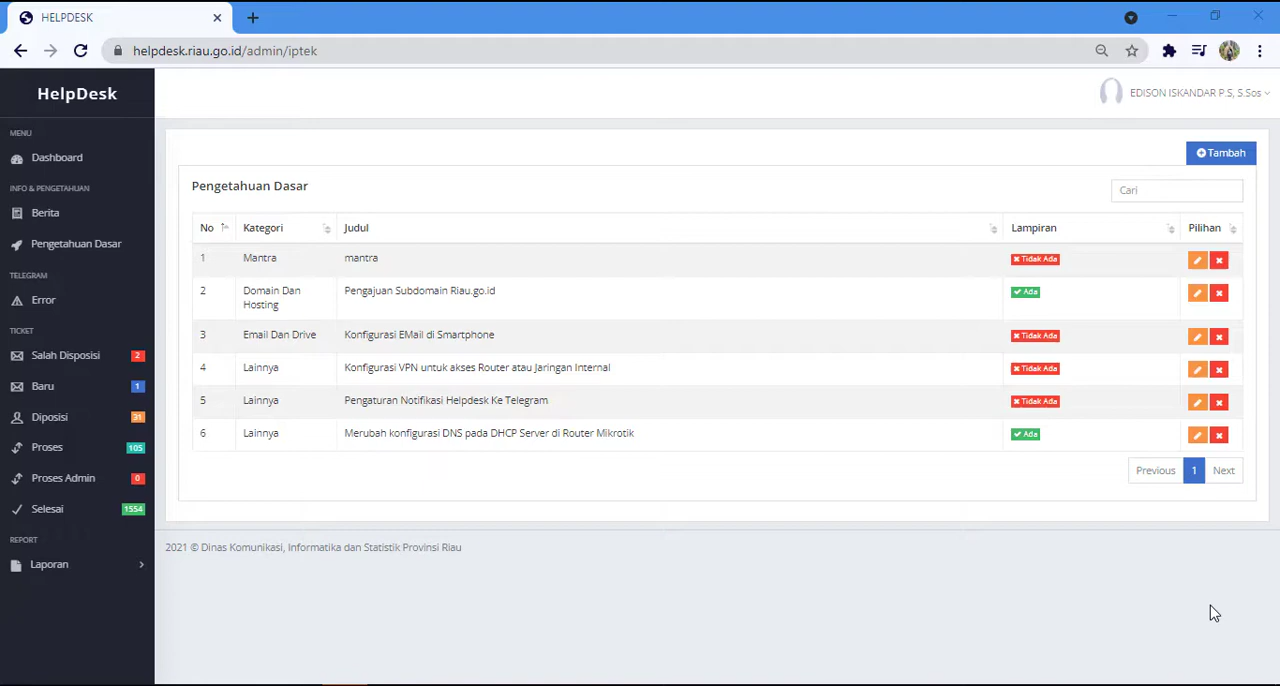 HELPDESK
helpdesk.riau.go.id/admin/iptek
HelpDesk
EDISON ISKANDAR P.S, S.Sos
MENU
Dashboard
INFO & PENGETAHUAN
Berita
Pengetahuan Dasar
TELEGRAM
Error
TICKET
Salah Disposisi 2
Baru 1
Diposisi 31
Proses 105
Proses Admin 0
Selesai 1554
REPORT
Laporan
Tambah
Pengetahuan Dasar
Cari
No Kategori Judul Lampiran Pilihan
1 Mantra mantra Tidak Ada
2 Domain Dan Pengajuan Subdomain Riau.go.id Ada
Hosting
3 Email Dan Drive Konfigurasi EMail di Smartphone Tidak Ada
4 Lainnya Konfigurasi VPN untuk akses Router atau Jaringan Internal Tidak Ada
5 Lainnya Pengaturan Notifikasi Helpdesk Ke Telegram Tidak Ada
6 Lainnya Merubah konfigurasi DNS pada DHCP Server di Router Mikrotik Ada
Previous 1 Next
2021 © Dinas Komunikasi, Informatika dan Statistik Provinsi Riau